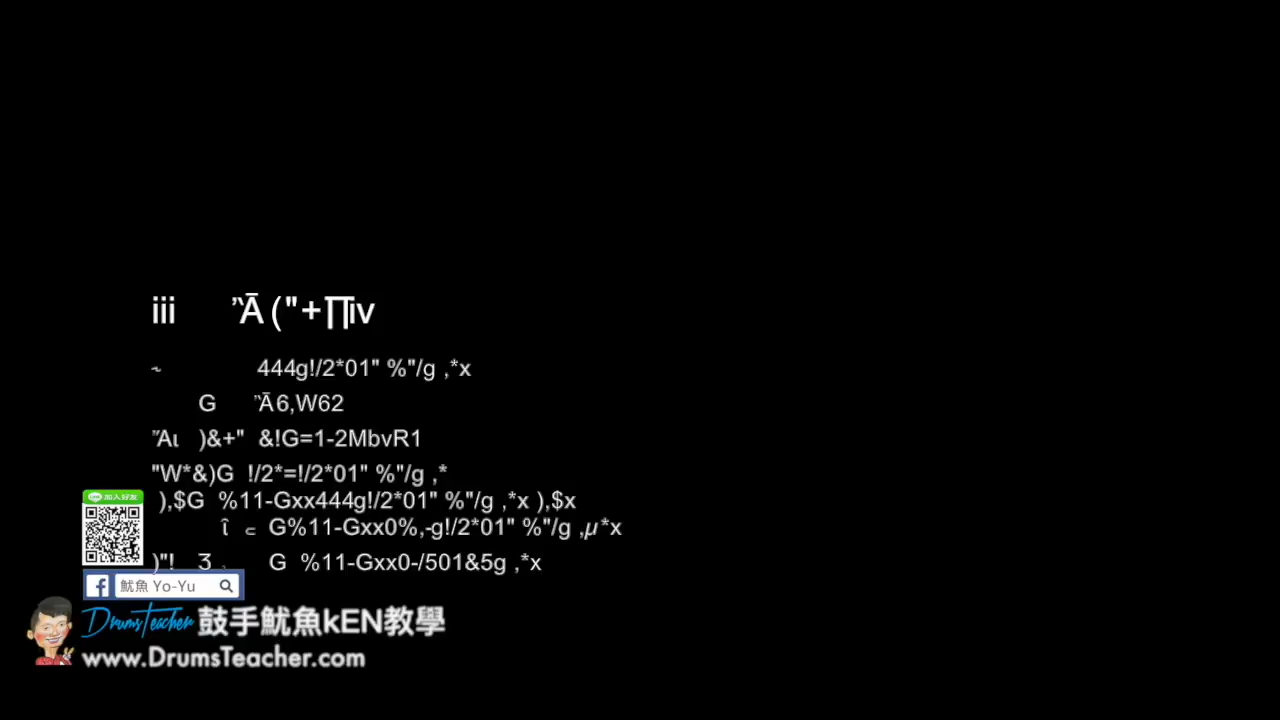 iii ˵Ā ("+∏iv
~ 444g!/2*01" %"/g ,*x
G ˵Ā6,W62
˝Aι )&+" &!G=1-2MbvR1
"W*&)G !/2*=!/2*01" %"/g ,*
),$G %11-Gxx444g!/2*01" %"/g ,*x ),$x
G%11-Gxx0%,-g!/2*01" %"/g ,µ*x
)"! 3 G %11-Gxx0-/501&5g ,*x
LINE 加入好友
魷魚 Yo-Yu
DrumsTeacher 鼓手魷魚kEN教學
www.DrumsTeacher.com